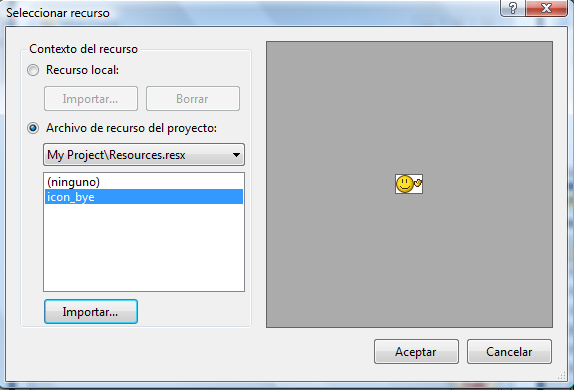 Seleccionar recurso
Contexto del recurso
Recurso local:
Importar...
Borrar
Archivo de recurso del proyecto:
My Project\Resources.resx
(ninguno)
icon_bye
Importar...
Aceptar
Cancelar